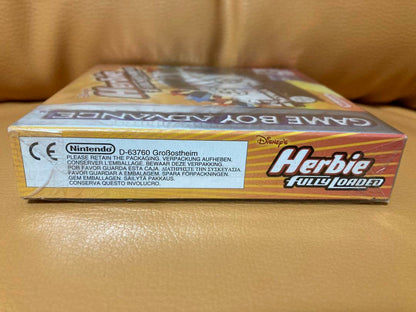 Herbie
GAME BOY ADVANCE
CE
Nintendo D-63760 Großostheim
PLEASE RETAIN THE PACKAGING. VERPACKUNG AUFHEBEN.
CONSERVER L'EMBALLAGE. BEWAAR DEZE VERPAKKING.
POR FAVOR GUARDA ESTA CAJA. ΔΙΑΤΗΡΗΣΤΕ ΤΗΝ ΣΥΣΚΕΥΑΣΙΑ.
FAVOR GUARDAR A EMBALAGEM. SPARA FÖRPACKNINGEN.
GEM EMBALLAGEN. SÄILYTÄ PAKKAUS.
CONSERVA QUESTO INVOLUCRO.
Disney's
Herbie
FULLY LOADED